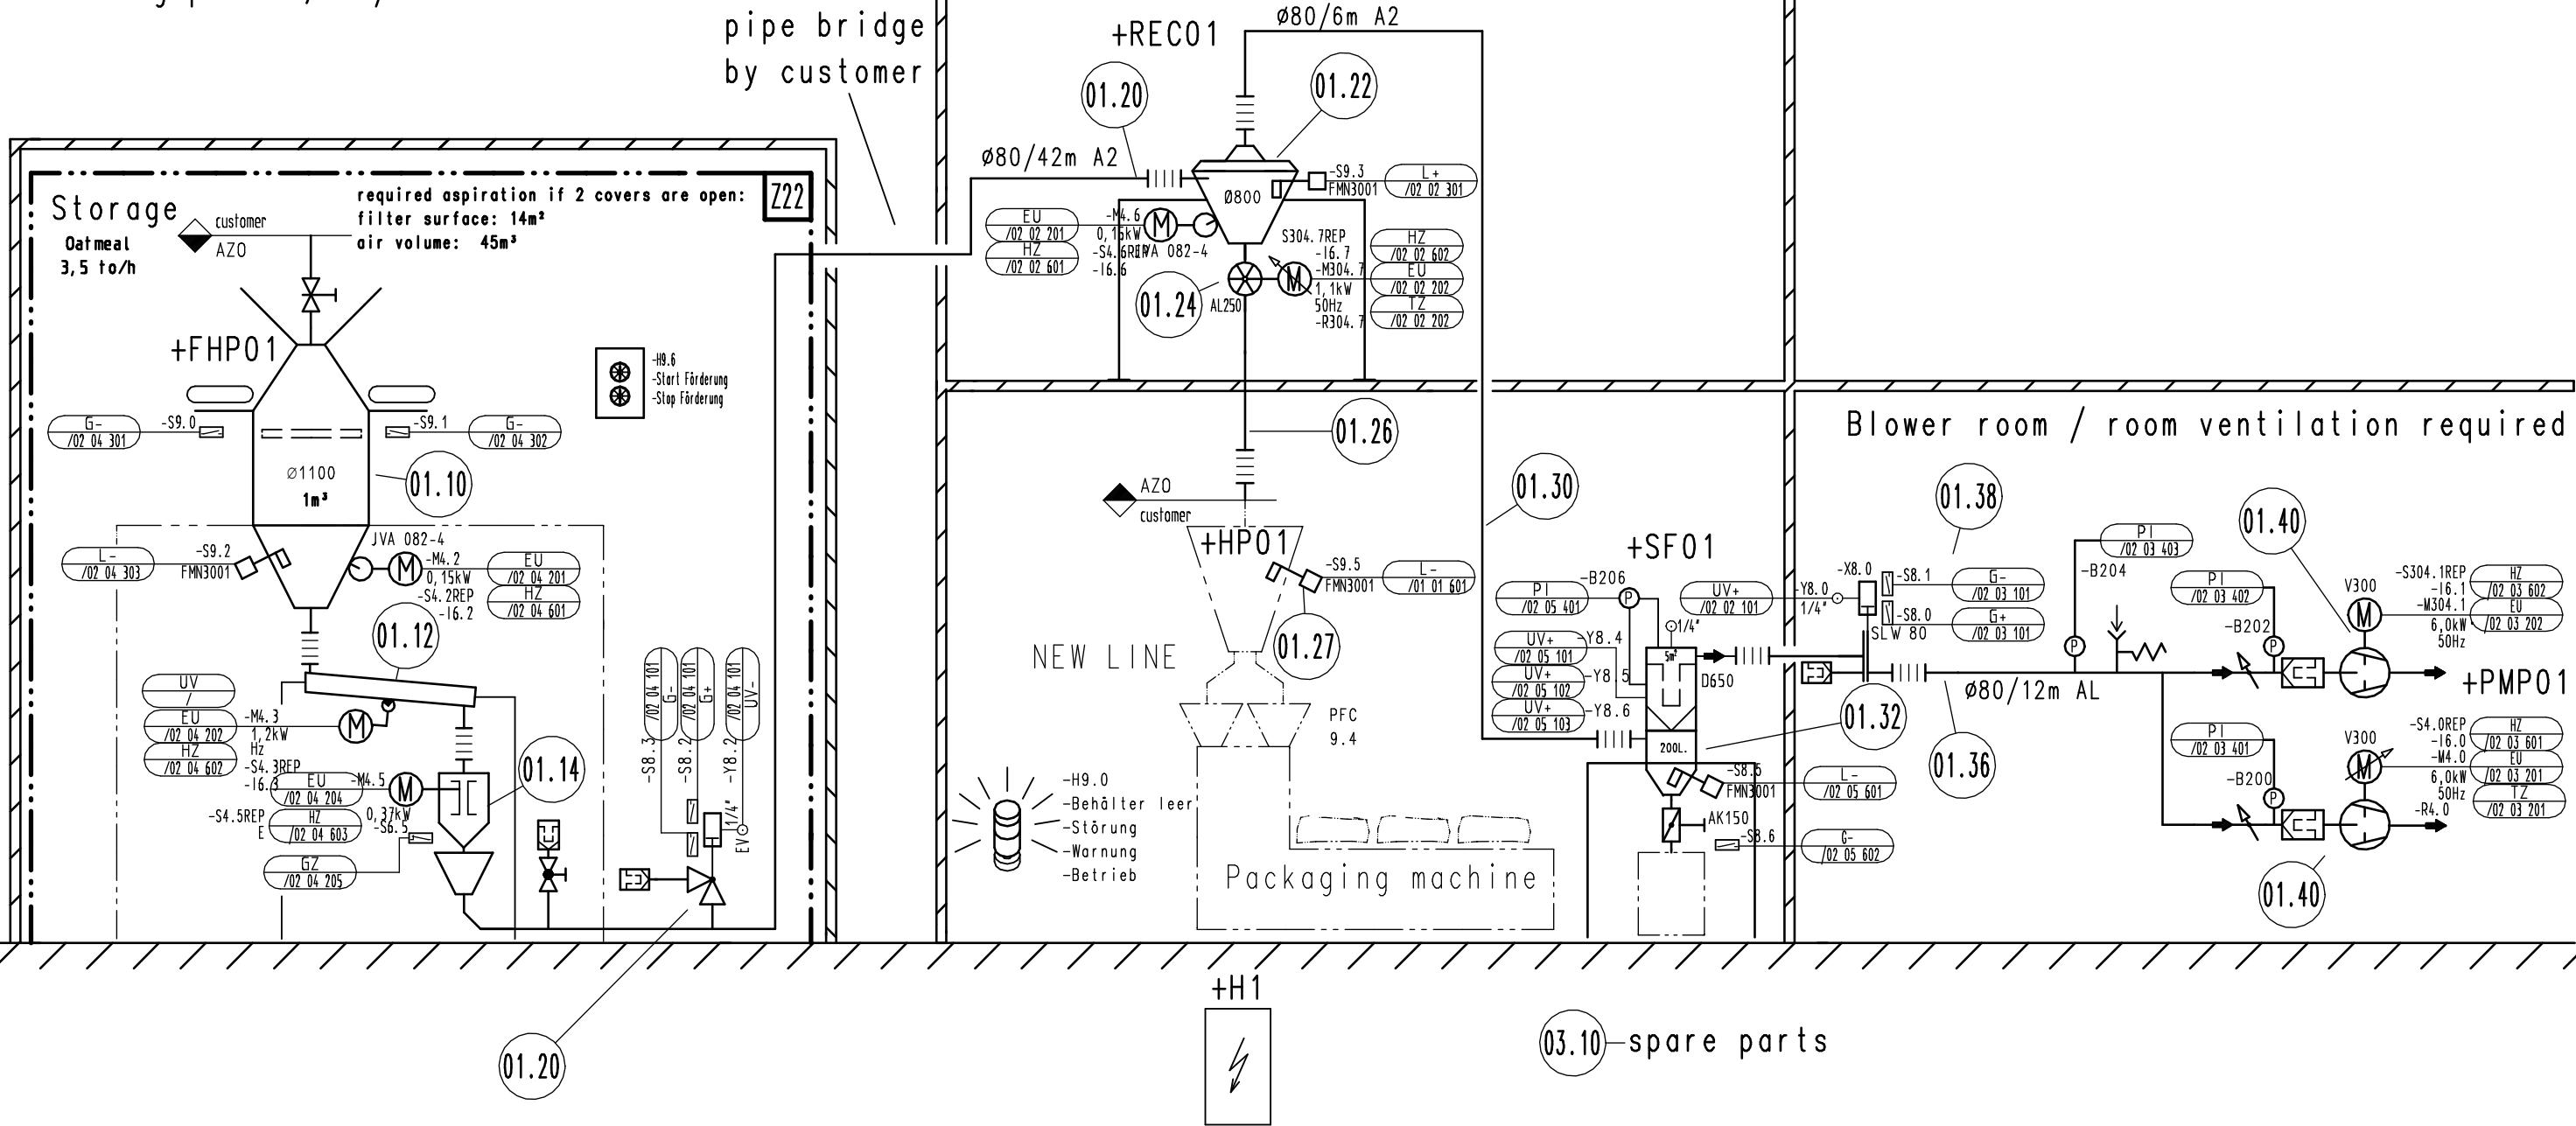 pipe bridge
by customer
+REC01
Ø80/6m A2
01.20
01.22
Ø80/42m A2
Ø800
-S9.3
FMN3001
L+
/02 02 301
EU
/02 02 201
HZ
/02 02 601
-M4.6
JVA 082-4
-I6.6
S304.7REP
-I6.7
-M304.7
1,1kW
50Hz
-R304.7
HZ
/02 02 602
EU
/02 02 202
TZ
/02 02 202
01.24
AL250
Storage
Oatmeal
3,5 to/h
customer
AZO
required aspiration if 2 covers are open:
filter surface: 14m²
air volume: 45m³
Z22
+FHP01
-H9.6
-Start Förderung
-Stop Förderung
G-
/02 04 301
-S9.0
-S9.1
G-
/02 04 302
Ø1100
1m³
01.10
L-
/02 04 303
-S9.2
FMN3001
JVA 082-4
-M4.2
0,15kW
-S4.2REP
-I6.2
EU
/02 04 201
HZ
/02 04 601
01.12
UV
/
EU
/02 04 202
HZ
/02 04 602
-M4.3
1,2kW
Hz
-S4.3REP
-I6.3
EU
/02 04 204
-M4.5
0,37kW
-S4.5REP
E
HZ
/02 04 603
-S6.5
GZ
/02 04 205
01.14
/02 04 101
G-
/02 04 101
G+
/02 04 101
UV-
-S8.3
-S8.2
-Y8.2
1/4"
EV
01.20
01.26
AZO
customer
+HP01
-S9.5
FMN3001
L-
/01 01 601
01.27
NEW LINE
PFC
9.4
-H9.0
-Behälter leer
-Störung
-Warnung
-Betrieb
Packaging machine
01.30
+SF01
-B206
PI
/02 05 401
P
1/4"
UV+
/02 05 101
-Y8.4
UV+
/02 05 102
-Y8.5
UV+
/02 05 103
-Y8.6
5m²
D650
200L.
01.32
-S8.5
FMN3001
L-
/02 05 601
AK150
-S8.6
G-
/02 05 602
Blower room / room ventilation required
01.38
UV+
/02 02 101
-Y8.0
1/4"
-X8.0
-S8.1
G-
/02 03 101
-S8.0
G+
/02 03 101
SLW 80
Ø80/12m AL
01.36
PI
/02 03 403
-B204
P
PI
/02 03 402
-B202
P
01.40
V300
M
-S304.1REP
-I6.1
-M304.1
6,0kW
50Hz
HZ
/02 03 602
EU
/02 03 202
+PMP01
PI
/02 03 401
-B200
P
V300
M
-S4.0REP
-I6.0
-M4.0
6,0kW
50Hz
-R4.0
HZ
/02 03 601
EU
/02 03 201
TZ
/02 03 201
01.40
+H1
03.10
spare parts